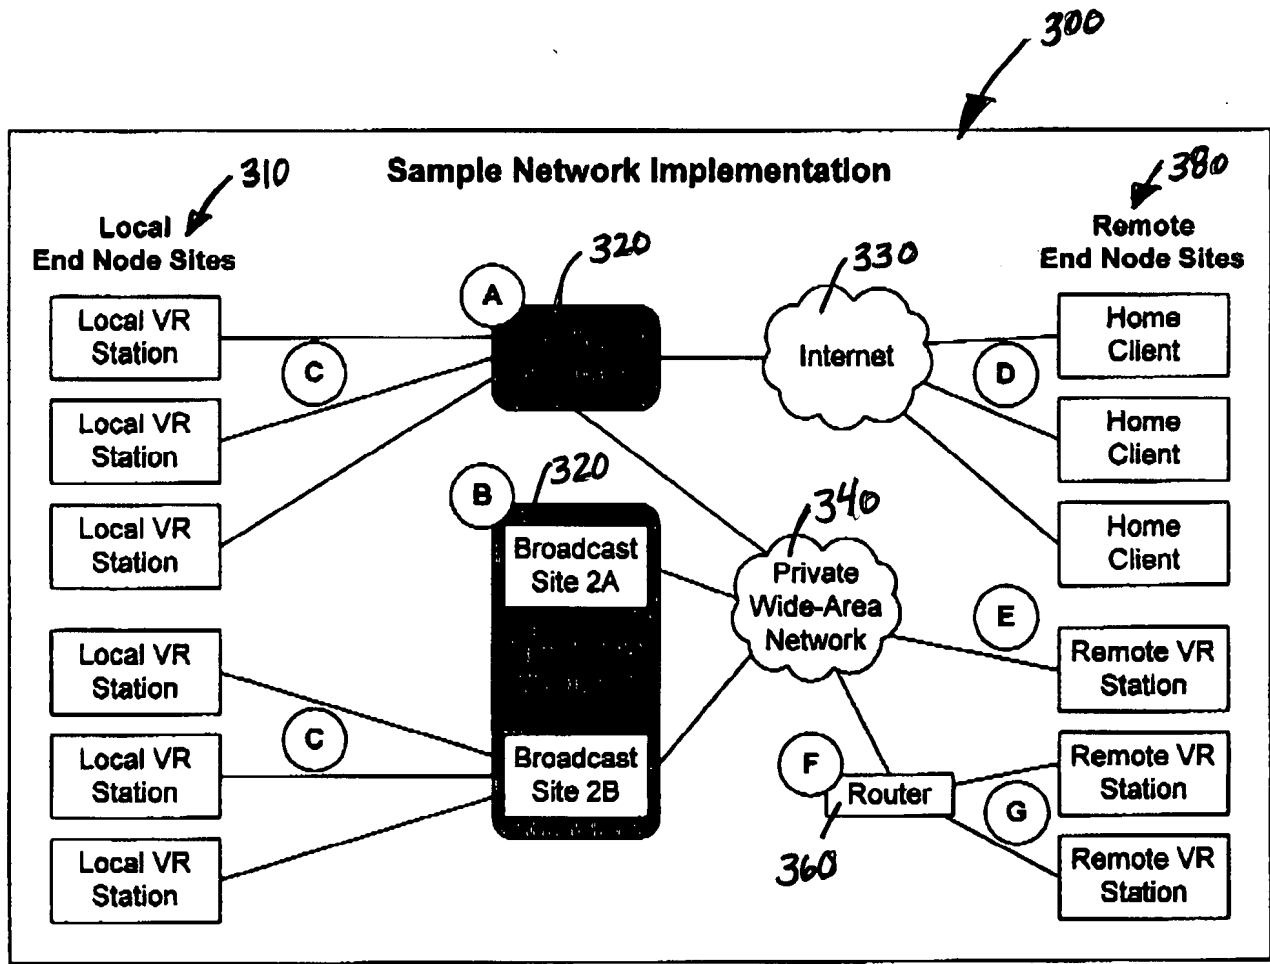 300
Sample Network Implementation
310
380
Local
End Node Sites
Remote
End Node Sites
320
330
A
Local VR
Station
C
Internet
D
Home
Client
Local VR
Station
Home
Client
320
B
340
Local VR
Station
Broadcast
Site 2A
Home
Client
Private
Wide-Area
Network
E
Local VR
Station
Remote VR
Station
C
Local VR
Station
Broadcast
Site 2B
F
Router
G
Remote VR
Station
360
Local VR
Station
Remote VR
Station